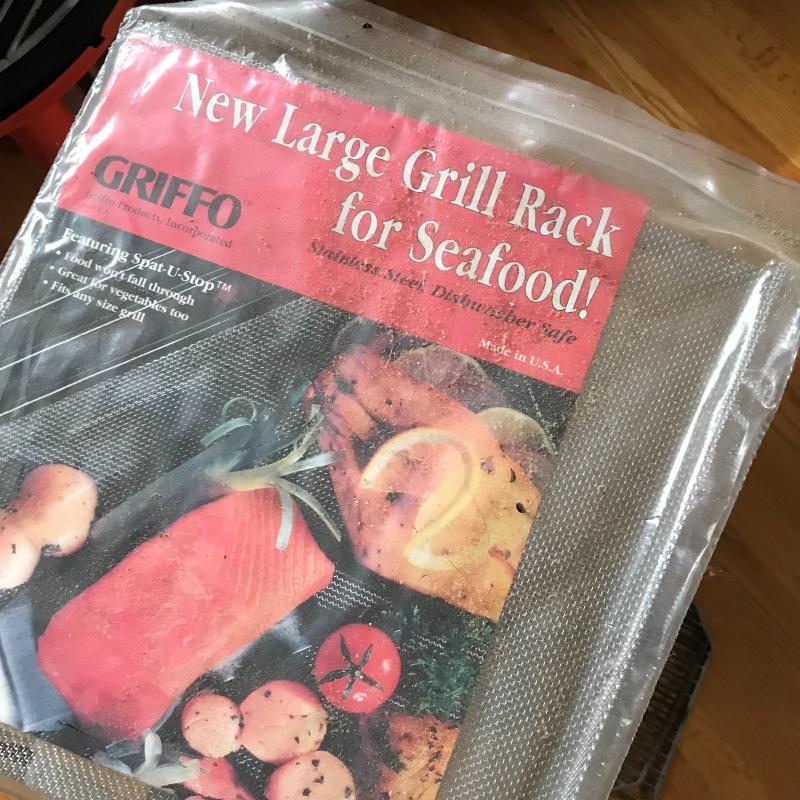 New Large Grill Rack
for Seafood!
Stainless Steel, Dishwasher Safe
Made in U.S.A.
GRIFFO™
Griffo Products, Incorporated
Featuring Spat-U-Stop™
• Food won't fall through
• Great for vegetables too
• Fits any size grill